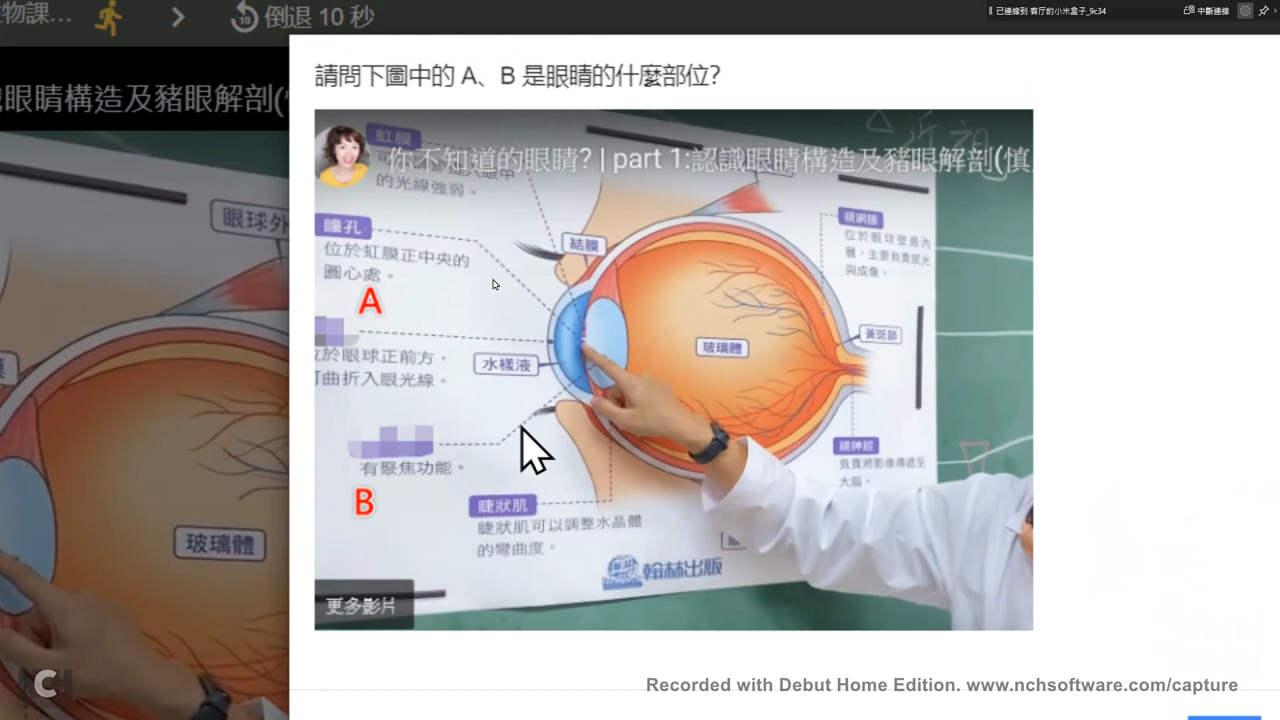 物課...
倒退 10 秒
已連線到 客厅的小米盒子_9c34
中斷連線
眼睛構造及豬眼解剖(
請問下圖中的 A、B 是眼睛的什麼部位?
虹膜
你不知道的眼睛? | part 1:認識眼睛構造及豬眼解剖(慎
的光線強弱。
瞳孔
位於虹膜正中央的
圓心處。
A
位於眼球正前方，
可曲折入眼光線。
有聚焦功能。
B
結膜
水樣液
睫狀肌
睫狀肌可以調整水晶體
的彎曲度。
玻璃體
視網膜
位於眼球壁最內
層，主要負責感光
與成像。
黃斑部
視神經
負責將影像傳遞至
大腦。
近視
翰林出版
更多影片
眼球外
玻璃體
Recorded with Debut Home Edition. www.nchsoftware.com/capture